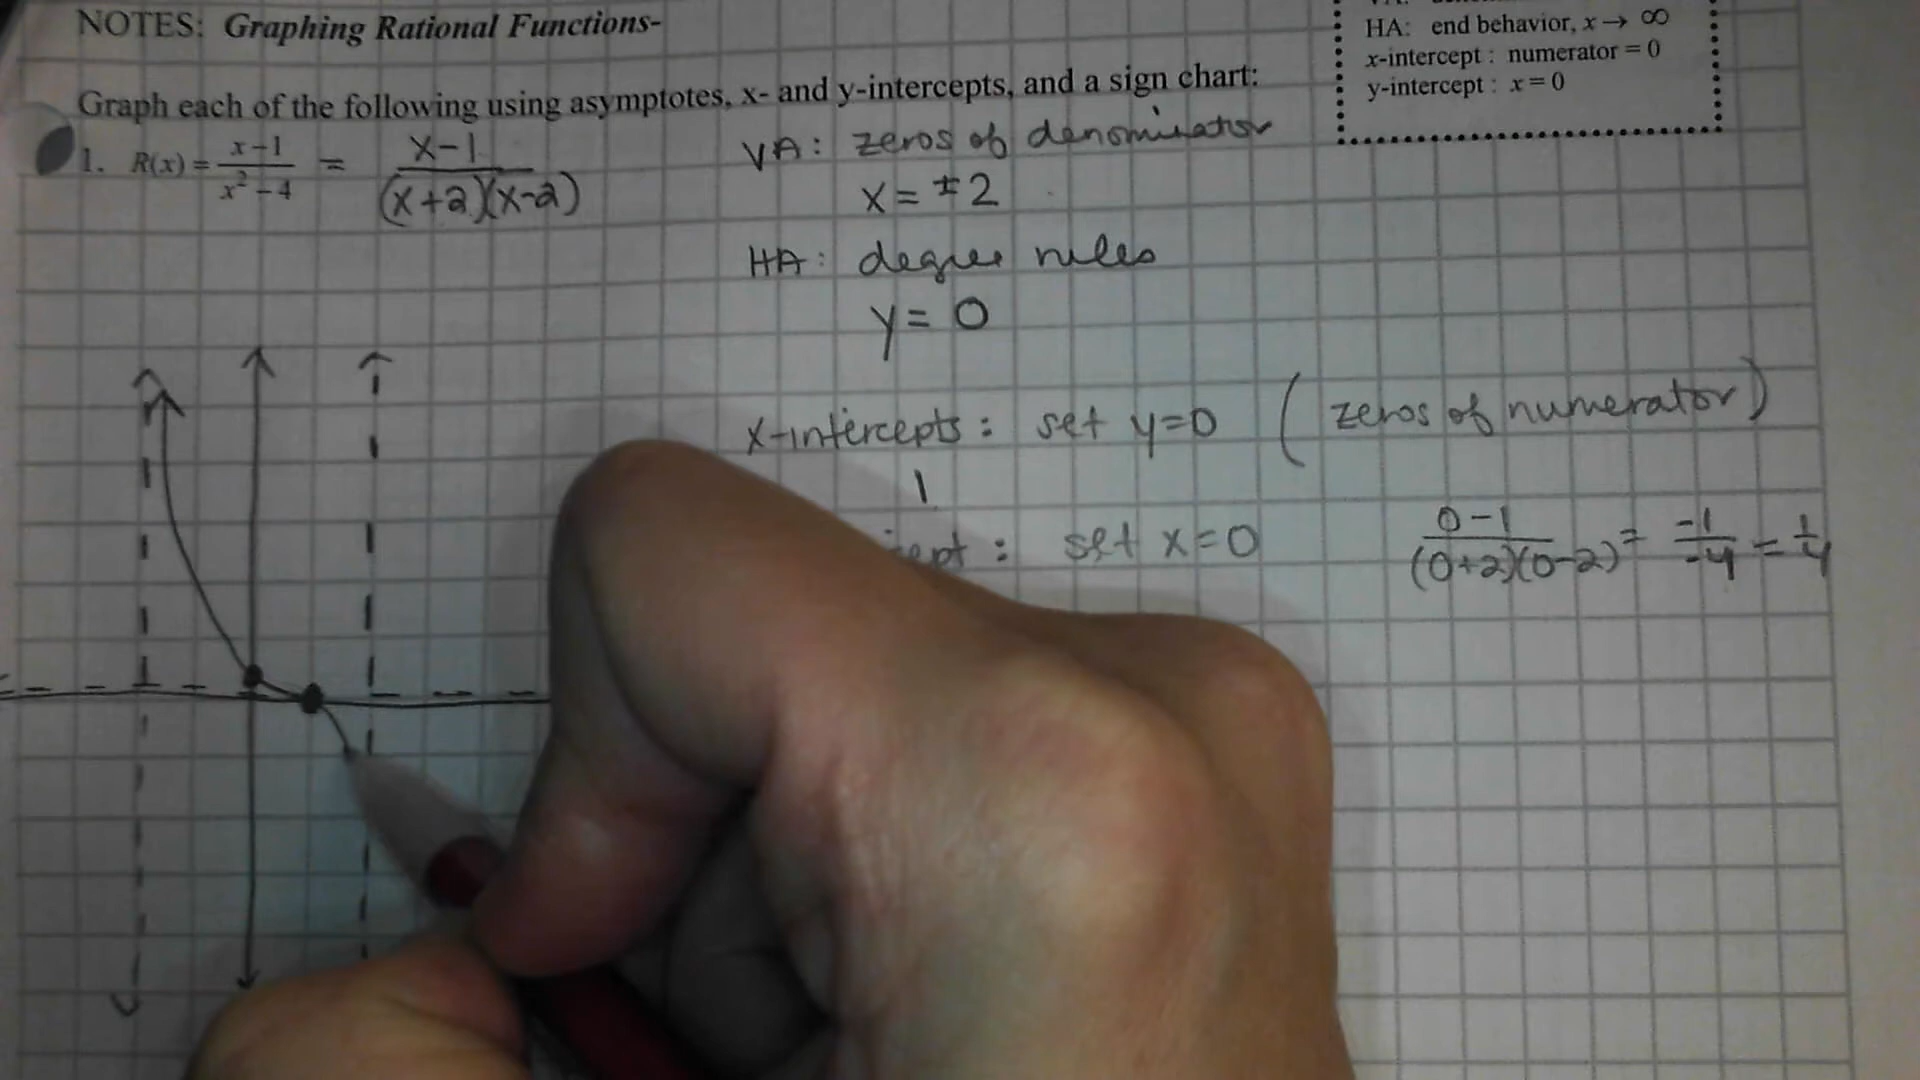 NOTES: Graphing Rational Functions-
HA: end behavior, x → ∞
x-intercept : numerator = 0
y-intercept : x = 0
Graph each of the following using asymptotes, x- and y-intercepts, and a sign chart:
1. R(x) = x-1 / x² - 4 = x-1 / (x+2)(x-2)
VA: zeros of denominator
x = ±2
HA: degree rules
y = 0
x-intercepts: set y=0 (zeros of numerator)
1
: set x=0 0-1 / (0+2)(0-2) = -1/-4 = 1/4